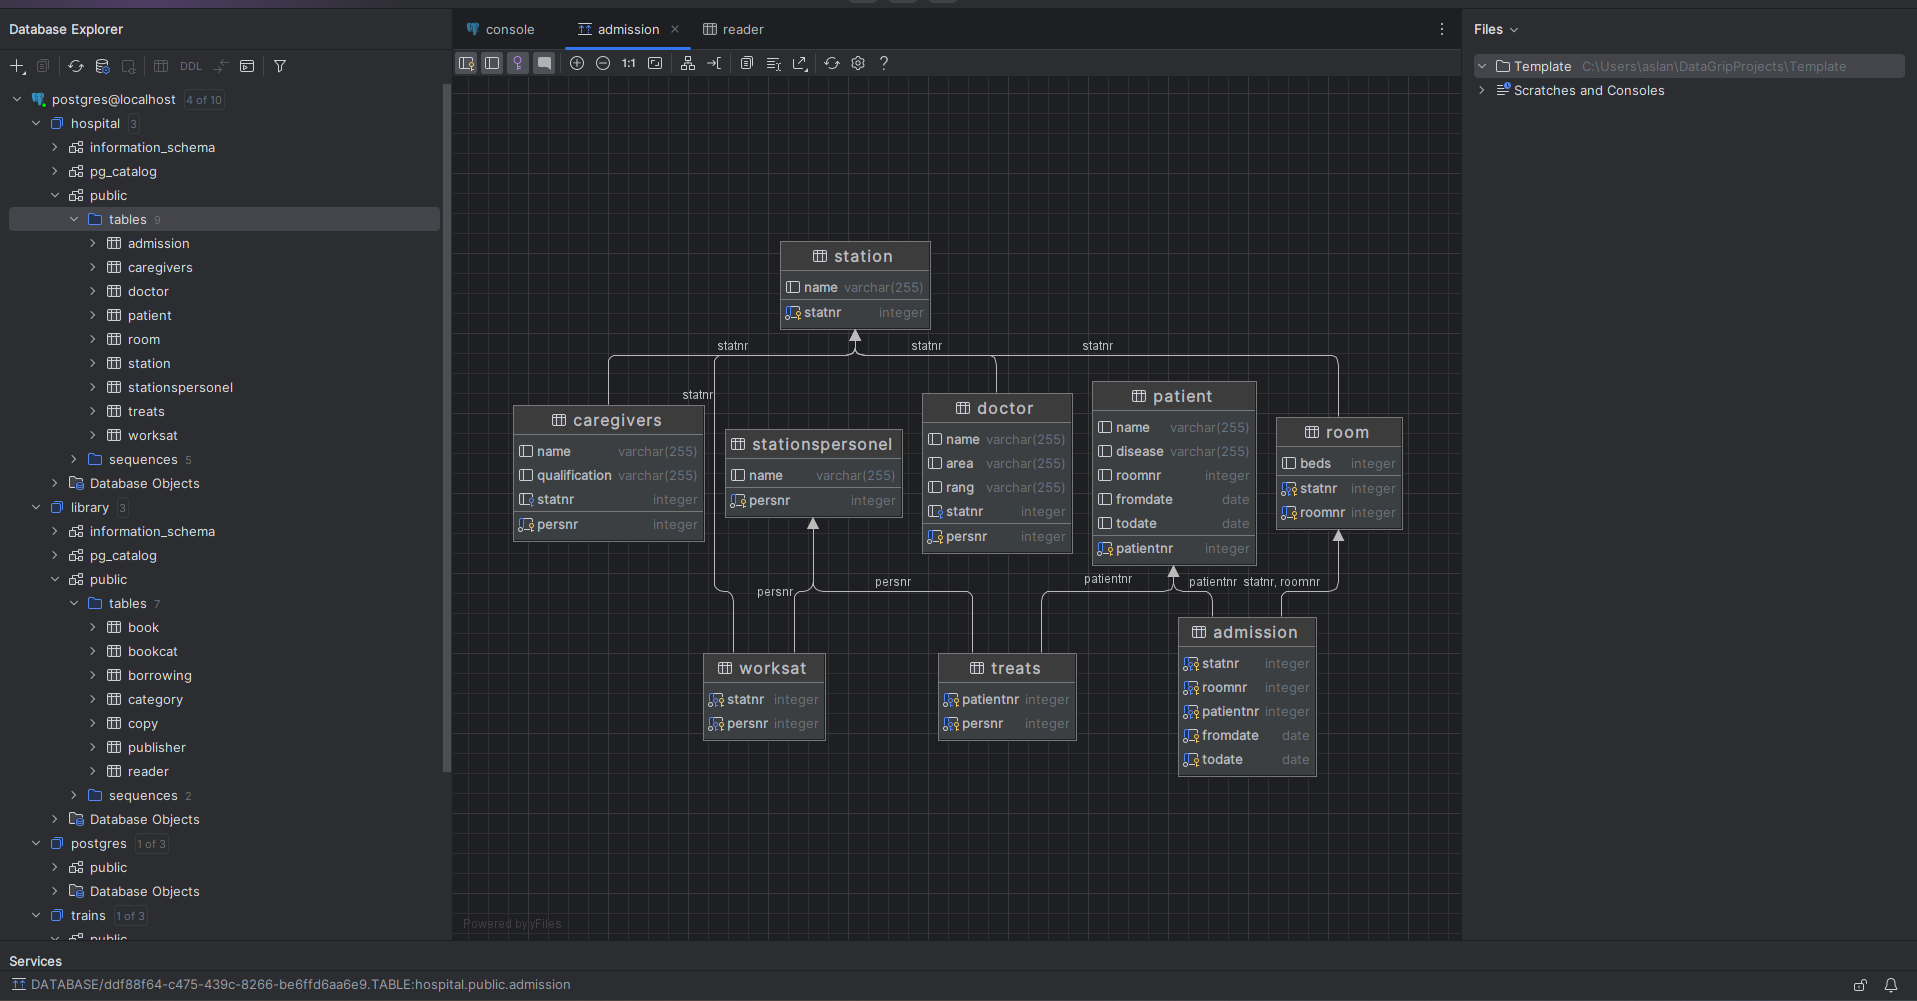 Database Explorer
DDL
postgres@localhost 4 of 10
hospital 3
information_schema
pg_catalog
public
tables 9
admission
caregivers
doctor
patient
room
station
stationspersonel
treats
worksat
sequences 5
Database Objects
library 3
information_schema
pg_catalog
public
tables 7
book
bookcat
borrowing
category
copy
publisher
reader
sequences 2
Database Objects
postgres 1 of 3
public
Database Objects
trains 1 of 3
public
console
admission
reader
1:1
station
name varchar(255)
statnr integer
statnr
statnr
statnr
statnr
caregivers
name varchar(255)
qualification varchar(255)
statnr integer
persnr integer
stationspersonel
name varchar(255)
persnr integer
doctor
name varchar(255)
area varchar(255)
rang varchar(255)
statnr integer
persnr integer
patient
name varchar(255)
disease varchar(255)
roomnr integer
fromdate date
todate date
patientnr integer
room
beds integer
statnr integer
roomnr integer
persnr
persnr
patientnr
patientnr
statnr, roomnr
worksat
statnr integer
persnr integer
treats
patientnr integer
persnr integer
admission
statnr integer
roomnr integer
patientnr integer
fromdate date
todate date
Powered by yFiles
Files
Template C:\Users\aslan\DataGripProjects\Template
Scratches and Consoles
Services
DATABASE/ddf88f64-c475-439c-8266-be6ffd6aa6e9.TABLE:hospital.public.admission